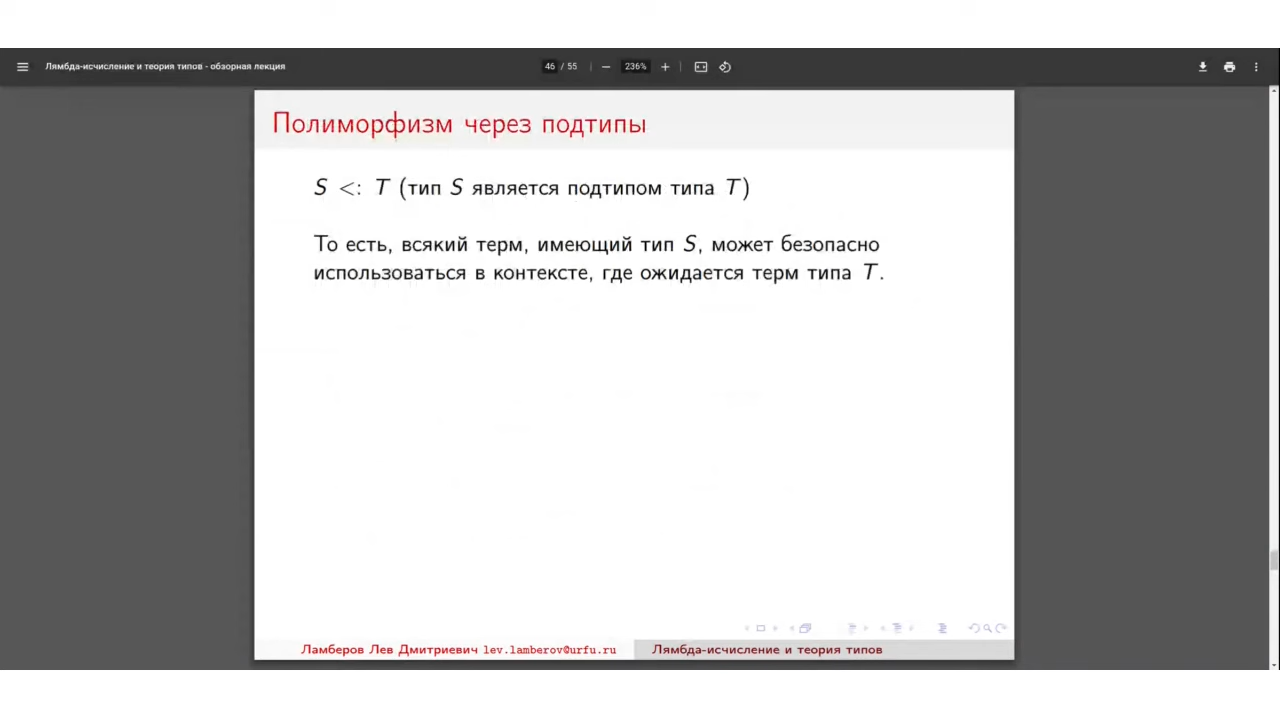 Лямбда-исчисление и теория типов - обзорная лекция
46 / 55
236%
Полиморфизм через подтипы
S <: T (тип S является подтипом типа T)
То есть, всякий терм, имеющий тип S, может безопасно
использоваться в контексте, где ожидается терм типа T.
Ламберов Лев Дмитриевич lev.lamberov@urfu.ru
Лямбда-исчисление и теория типов